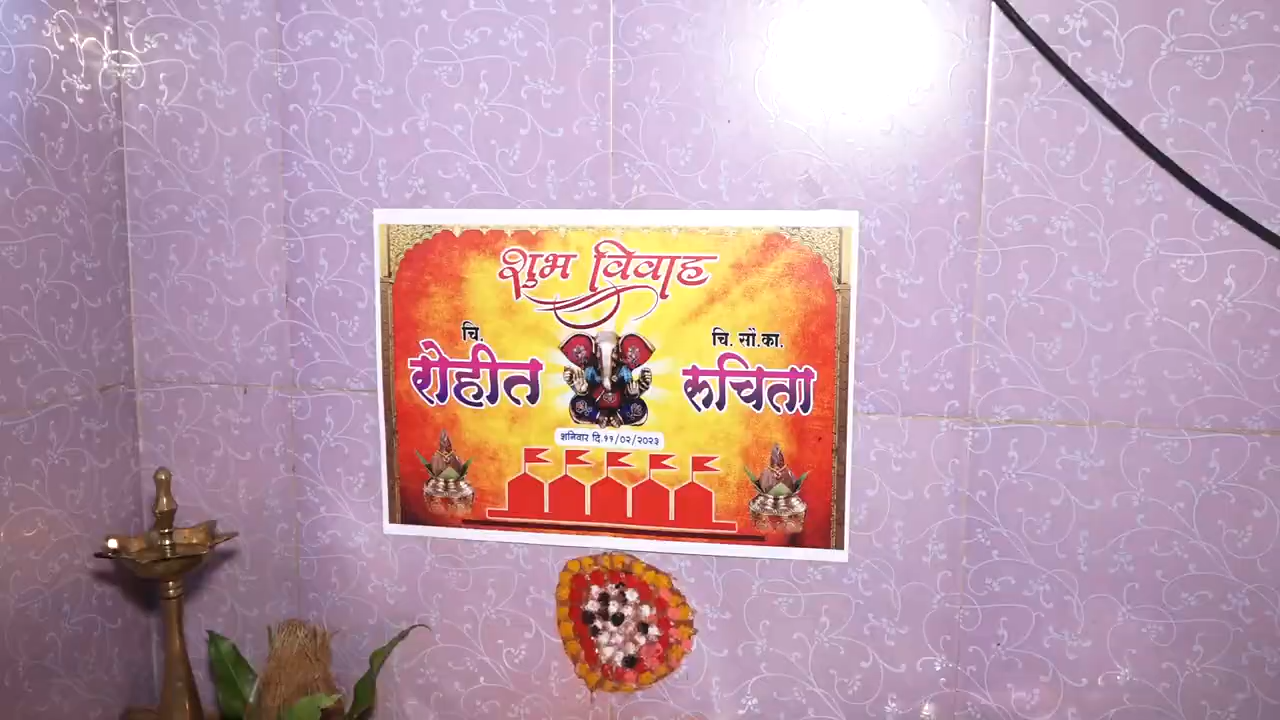 शुभ विवाह
चि.
रोहीत
चि. सौ.का.
रुचिता
शनिवार दि.११/०२/२०२३